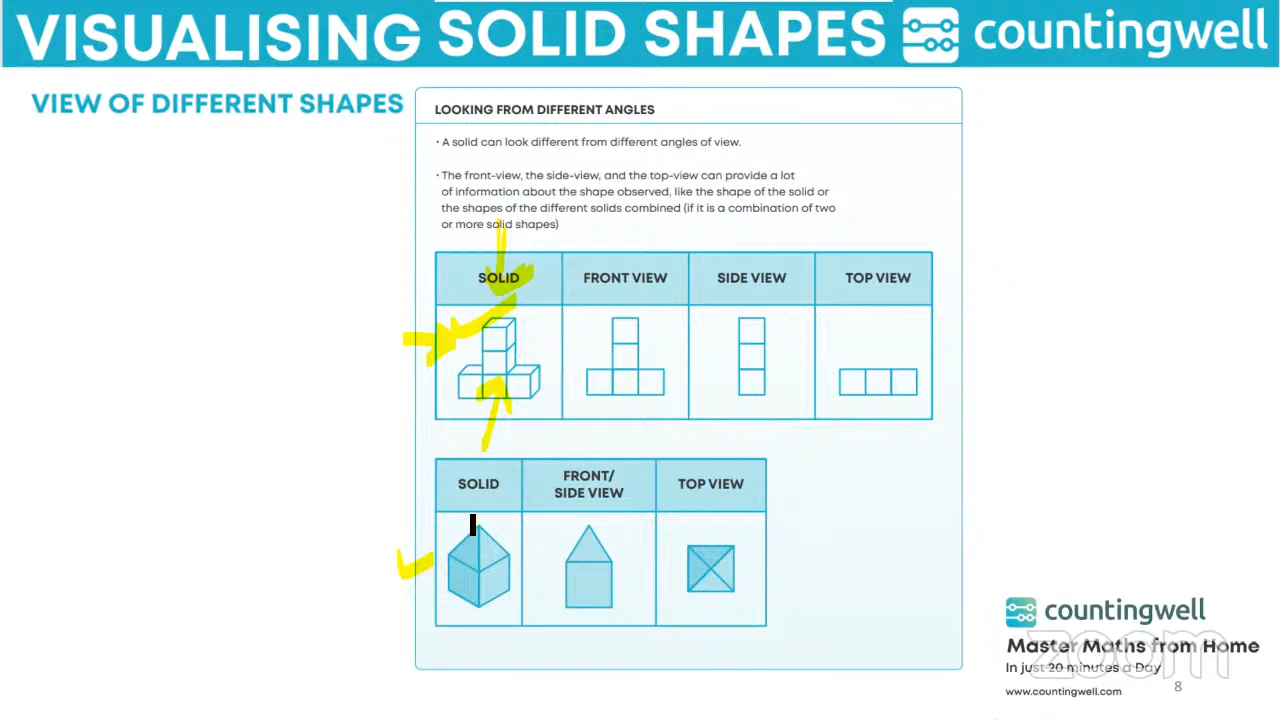 VISUALISING SOLID SHAPES
countingwell
VIEW OF DIFFERENT SHAPES
LOOKING FROM DIFFERENT ANGLES
• A solid can look different from different angles of view.
• The front-view, the side-view, and the top-view can provide a lot
of information about the shape observed, like the shape of the solid or
the shapes of the different solids combined (if it is a combination of two
or more solid shapes)
SOLID
FRONT VIEW
SIDE VIEW
TOP VIEW
SOLID
FRONT/
SIDE VIEW
TOP VIEW
countingwell
Master Maths from Home
In just 20 minutes a Day
www.countingwell.com
8
zoom